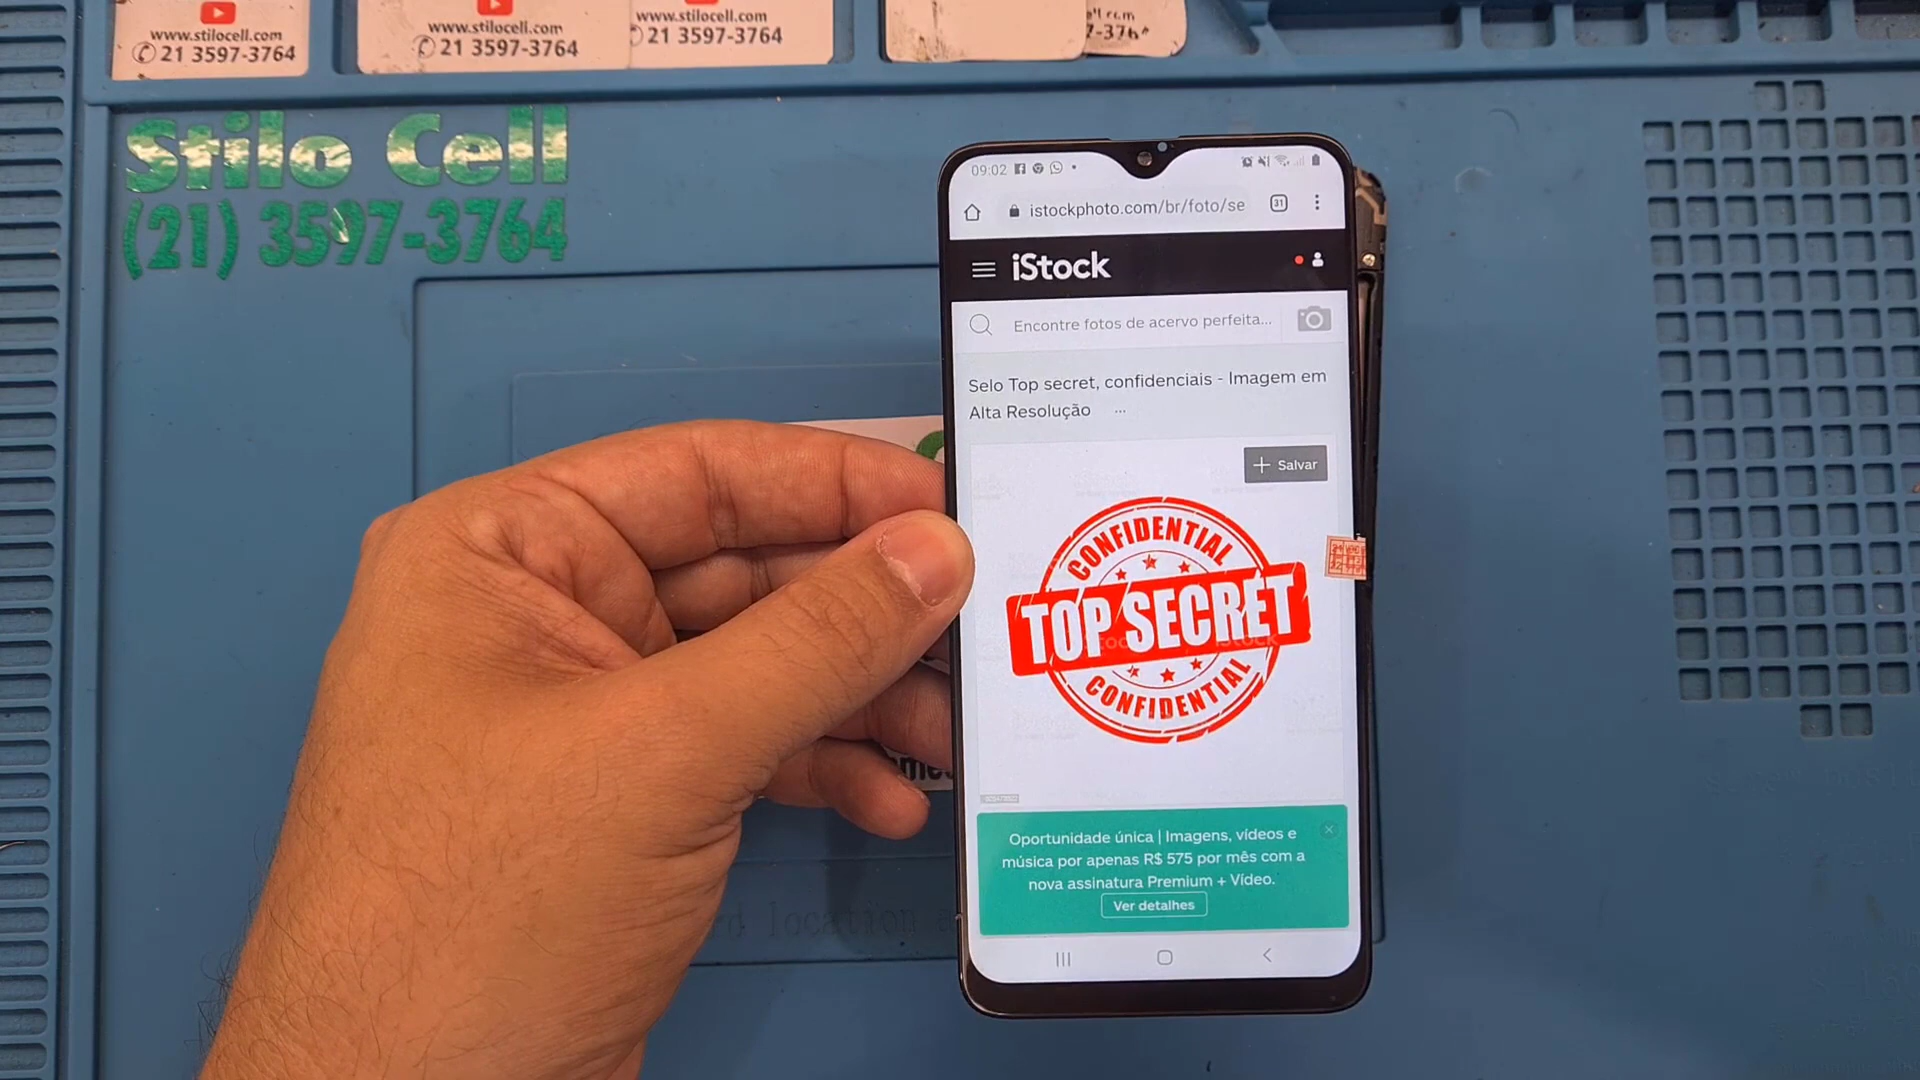 www.stilocell.com
21 3597-3764
www.stilocell.com
21 3597-3764
www.stilocell.com
21 3597-3764
Stilo Cell
(21) 3597-3764
09:02
istockphoto.com/br/foto/se
31
iStock
Encontre fotos de acervo perfeita...
Selo Top secret, confidenciais - Imagem em
Alta Resolução ...
+ Salvar
CONFIDENTIAL
TOP SECRET
CONFIDENTIAL
Oportunidade única | Imagens, vídeos e
música por apenas R$ 575 por mês com a
nova assinatura Premium + Vídeo.
Ver detalhes
location